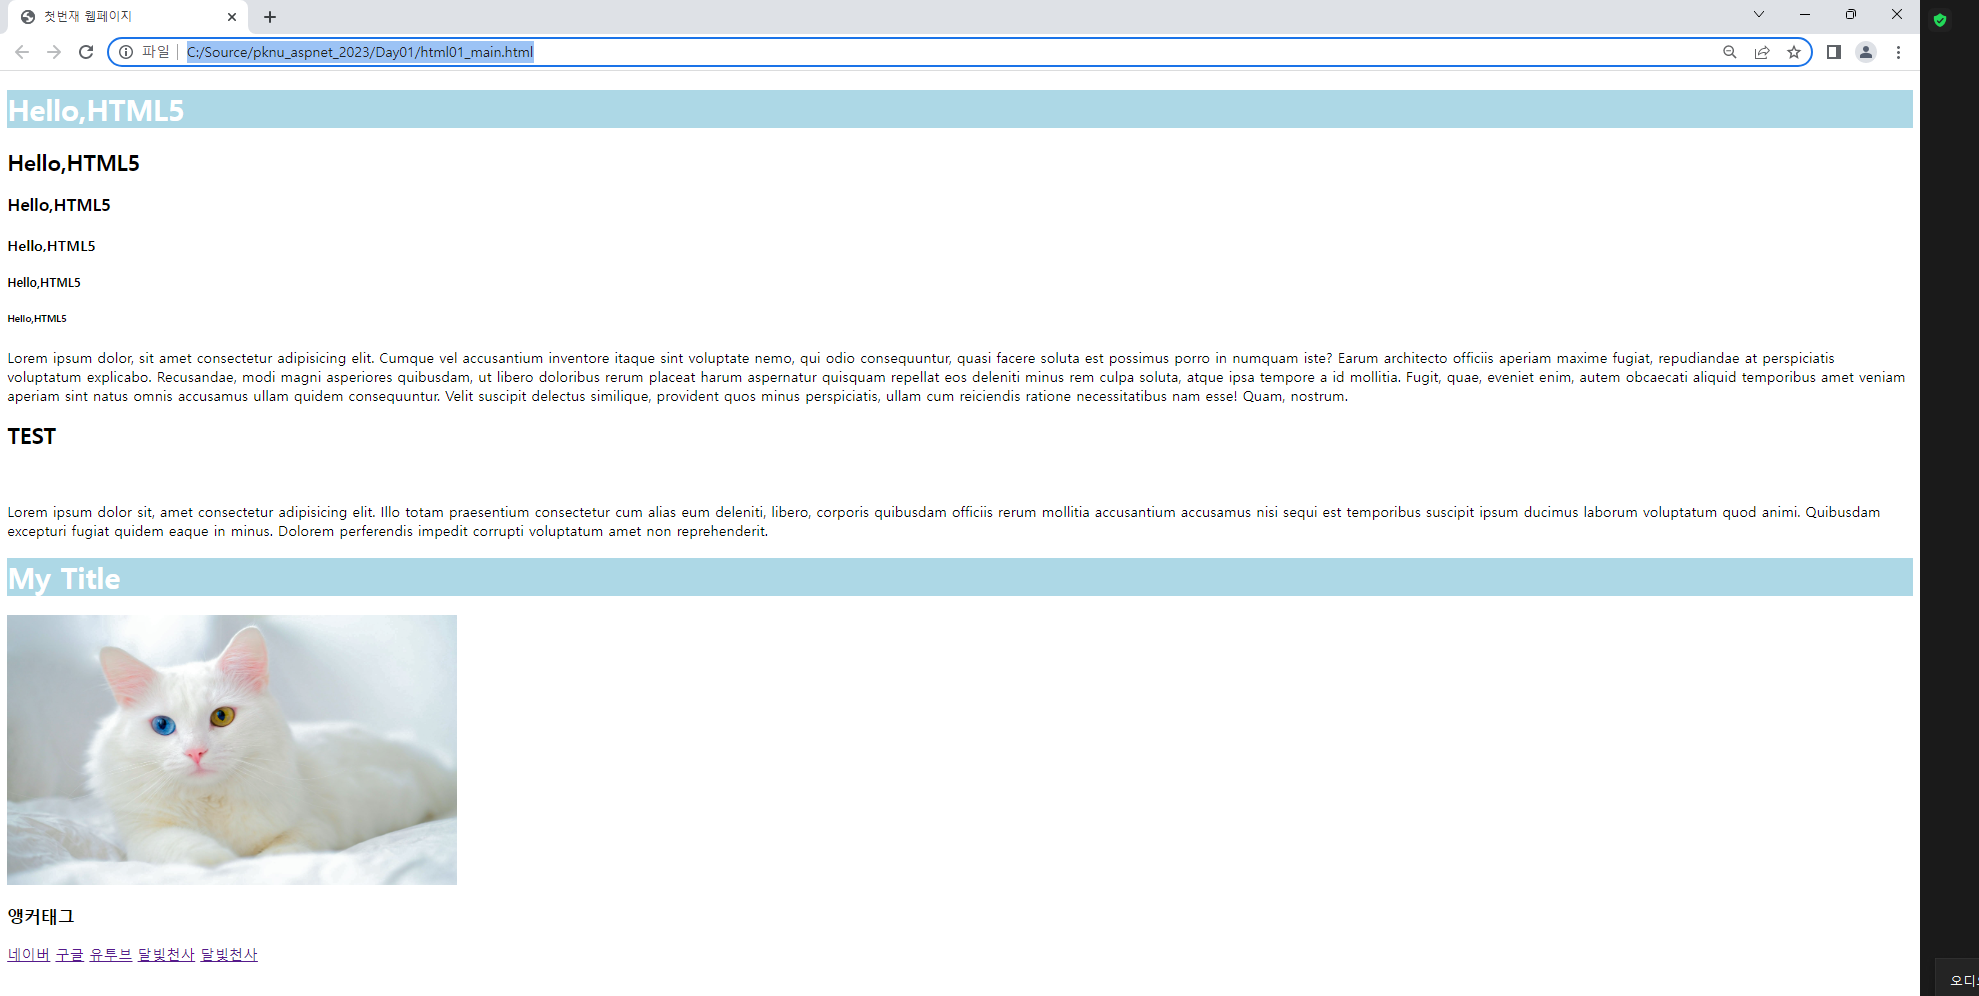 첫번재 웹페이지
파일 C:/Source/pknu_aspnet_2023/Day01/html01_main.html
Hello,HTML5
Hello,HTML5
Hello,HTML5
Hello,HTML5
Hello,HTML5
Hello,HTML5
Lorem ipsum dolor, sit amet consectetur adipisicing elit. Cumque vel accusantium inventore itaque sint voluptate nemo, qui odio consequuntur, quasi facere soluta est possimus porro in numquam iste? Earum architecto officiis aperiam maxime fugiat, repudiandae at perspiciatis
voluptatum explicabo. Recusandae, modi magni asperiores quibusdam, ut libero doloribus rerum placeat harum aspernatur quisquam repellat eos deleniti minus rem culpa soluta, atque ipsa tempore a id mollitia. Fugit, quae, eveniet enim, autem obcaecati aliquid temporibus amet veniam
aperiam sint natus omnis accusamus ullam quidem consequuntur. Velit suscipit delectus similique, provident quos minus perspiciatis, ullam cum reiciendis ratione necessitatibus nam esse! Quam, nostrum.
TEST
Lorem ipsum dolor sit, amet consectetur adipisicing elit. Illo totam praesentium consectetur cum alias eum deleniti, libero, corporis quibusdam officiis rerum mollitia accusantium accusamus nisi sequi est temporibus suscipit ipsum ducimus laborum voluptatum quod animi. Quibusdam
excepturi fugiat quidem eaque in minus. Dolorem perferendis impedit corrupti voluptatum amet non reprehenderit.
My Title
앵커태그
네이버 구글 유투브 달빛천사 달빛천사